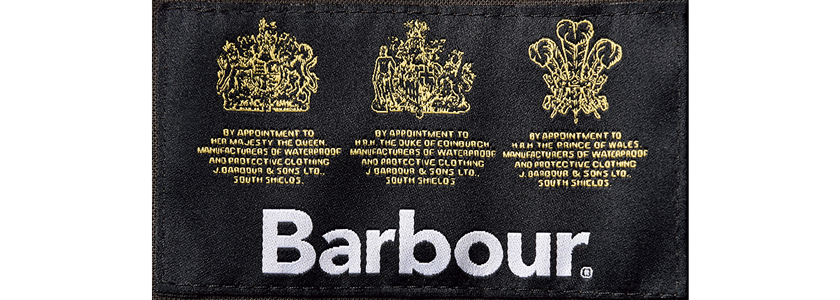 BY APPOINTMENT TO
HER MAJESTY THE QUEEN.
MANUFACTURERS OF WATERPROOF
AND PROTECTIVE CLOTHING
J. BARBOUR & SONS LTD.,
SOUTH SHIELDS.
BY APPOINTMENT TO
H.R.H. THE DUKE OF EDINBURGH
MANUFACTURERS OF WATERPROOF
AND PROTECTIVE CLOTHING
J. BARBOUR & SONS LTD.,
SOUTH SHIELDS.
BY APPOINTMENT TO
H.R.H. THE PRINCE OF WALES.
MANUFACTURERS OF WATERPROOF
AND PROTECTIVE CLOTHING
J. BARBOUR & SONS LTD.,
SOUTH SHIELDS.
Barbour®